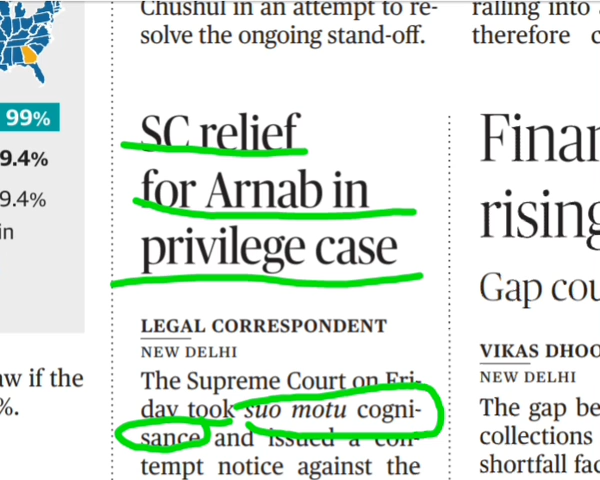 Chushul in an attempt to re-
solve the ongoing stand-off.
ralling into
therefore
99%
9.4%
9.4%
in
aw if the
%.
SC relief
for Arnab in
privilege case
LEGAL CORRESPONDENT
NEW DELHI
The Supreme Court on Fri-
day took suo motu cogni-
sance and issued a con-
tempt notice against the
Finan
rising
Gap cou
VIKAS DHOO
NEW DELHI
The gap be
collections
shortfall fac